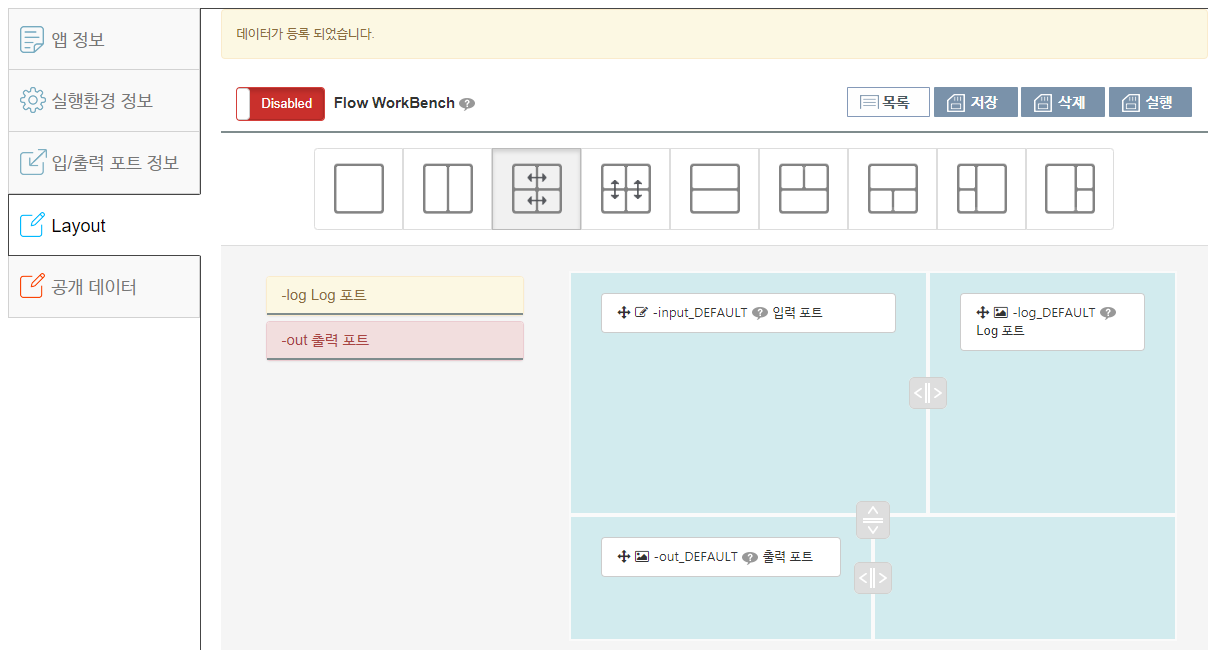 앱 정보
실행환경 정보
입/출력 포트 정보
Layout
공개 데이터
데이터가 등록 되었습니다.
Disabled Flow WorkBench ?
목록 저장 삭제 실행
-log Log 포트
-out 출력 포트
-input_DEFAULT ? 입력 포트
-log_DEFAULT ?
Log 포트
-out_DEFAULT ? 출력 포트